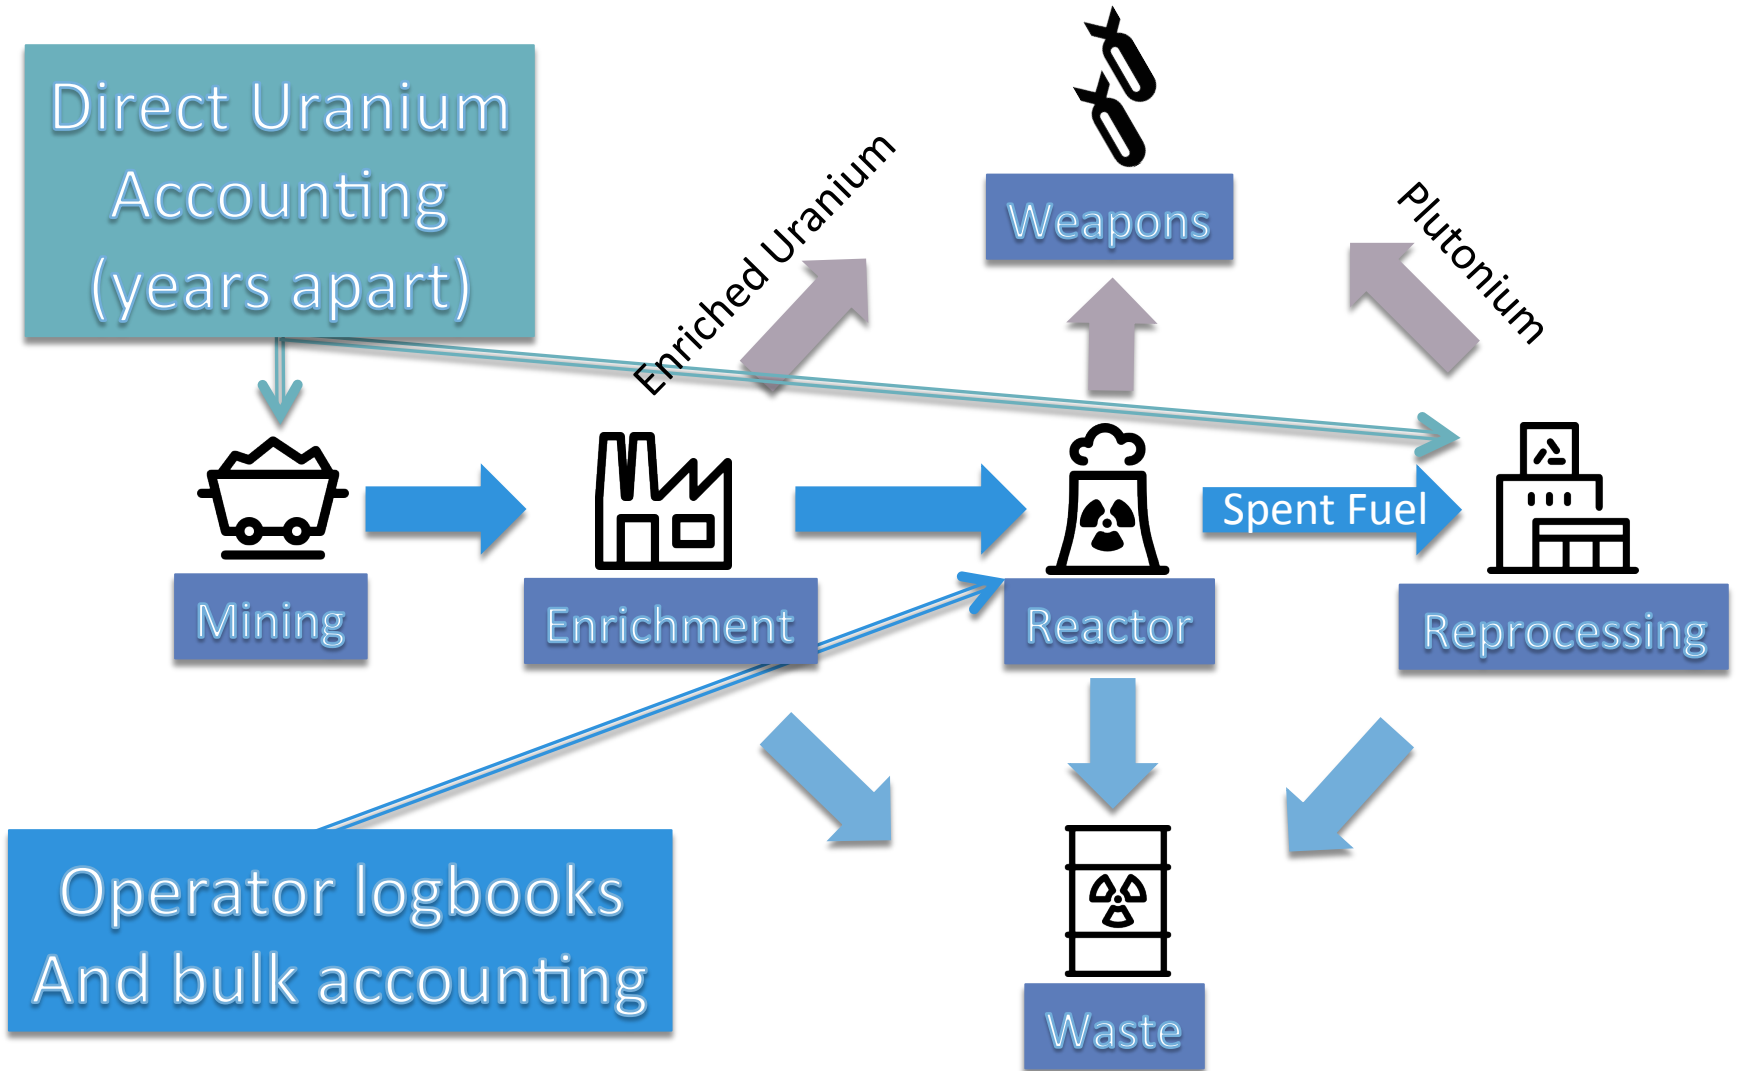 Direct Uranium
Accounting
(years apart)
Weapons
Enriched Uranium
Plutonium
Spent Fuel
Mining
Enrichment
Reactor
Reprocessing
Operator logbooks
And bulk accounting
Waste